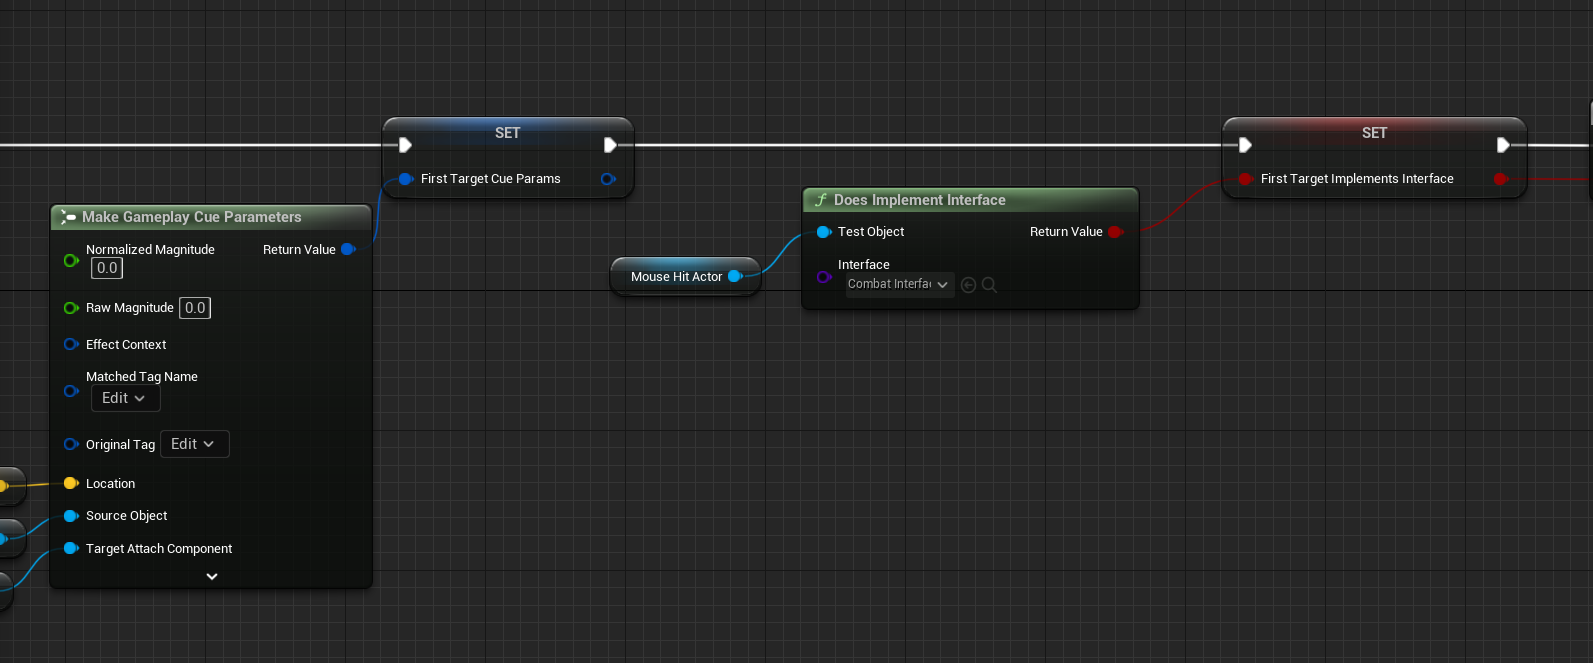 SET
First Target Cue Params
SET
First Target Implements Interface
Make Gameplay Cue Parameters
Normalized Magnitude
0.0
Return Value
Raw Magnitude 0.0
Effect Context
Matched Tag Name
Edit
Original Tag Edit
Location
Source Object
Target Attach Component
Mouse Hit Actor
Does Implement Interface
Test Object
Return Value
Interface
Combat Interfa